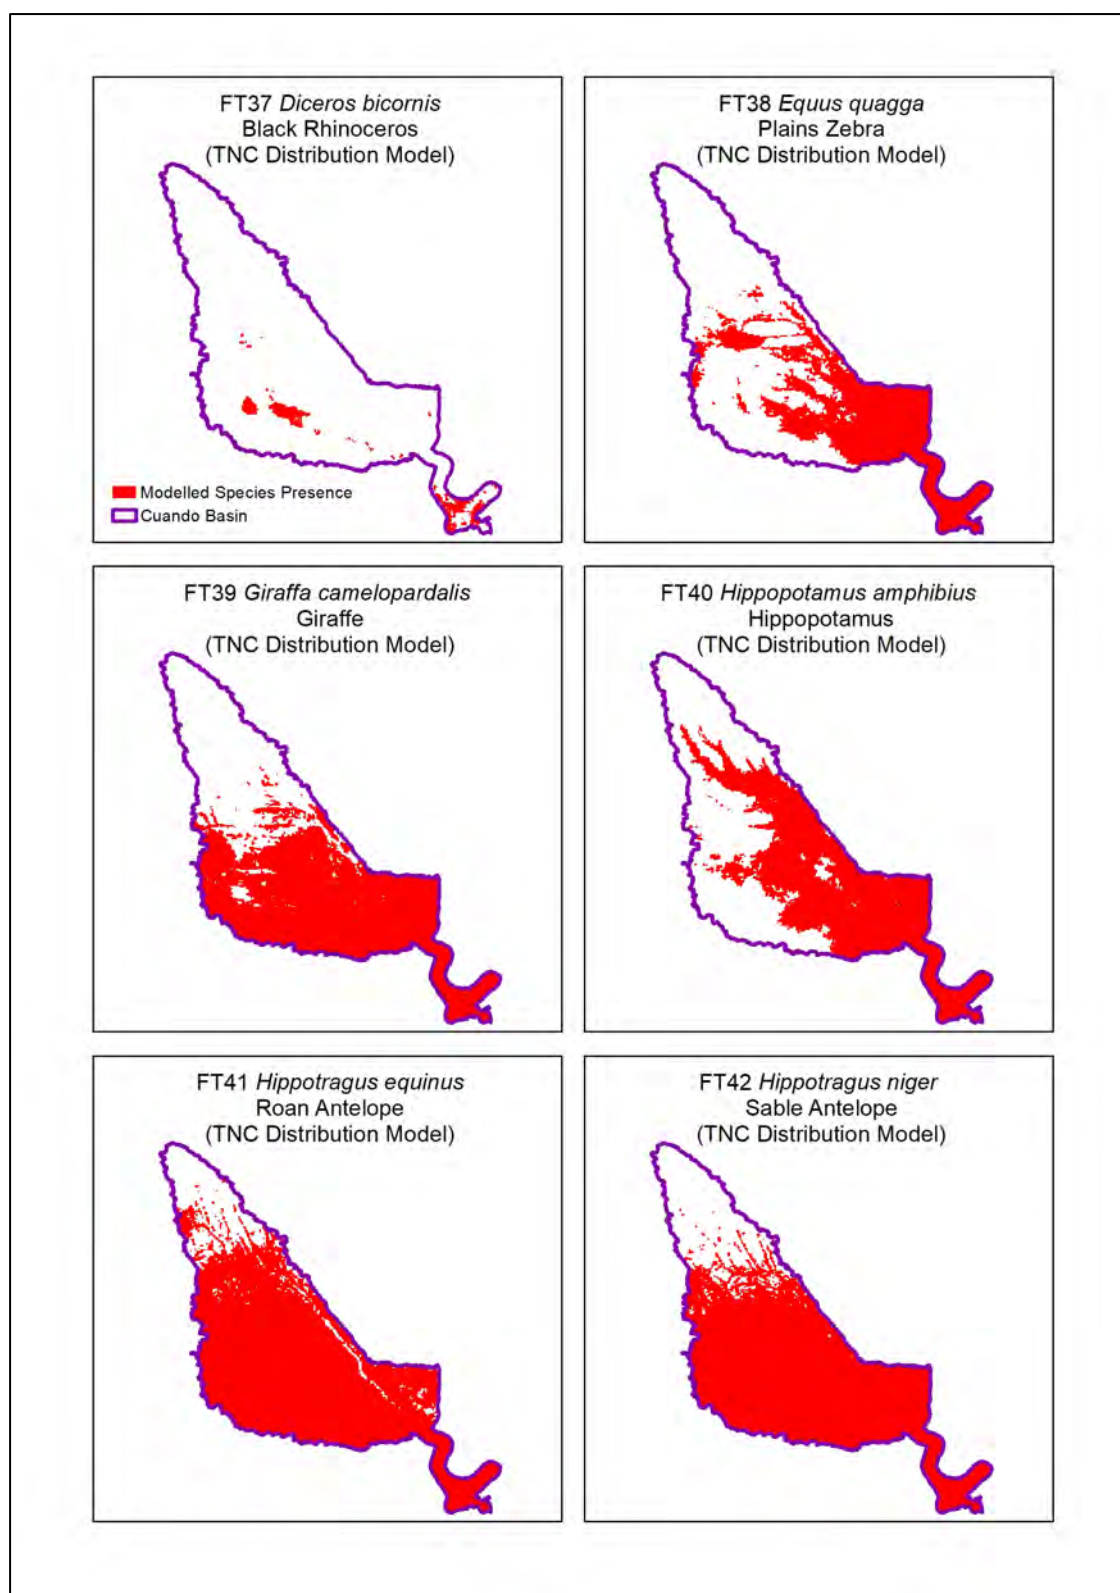 FT37 Diceros bicornis
Black Rhinoceros
(TNC Distribution Model)
Modelled Species Presence
Cuando Basin
FT38 Equus quagga
Plains Zebra
(TNC Distribution Model)
FT39 Giraffa camelopardalis
Giraffe
(TNC Distribution Model)
FT40 Hippopotamus amphibius
Hippopotamus
(TNC Distribution Model)
FT41 Hippotragus equinus
Roan Antelope
(TNC Distribution Model)
FT42 Hippotragus niger
Sable Antelope
(TNC Distribution Model)